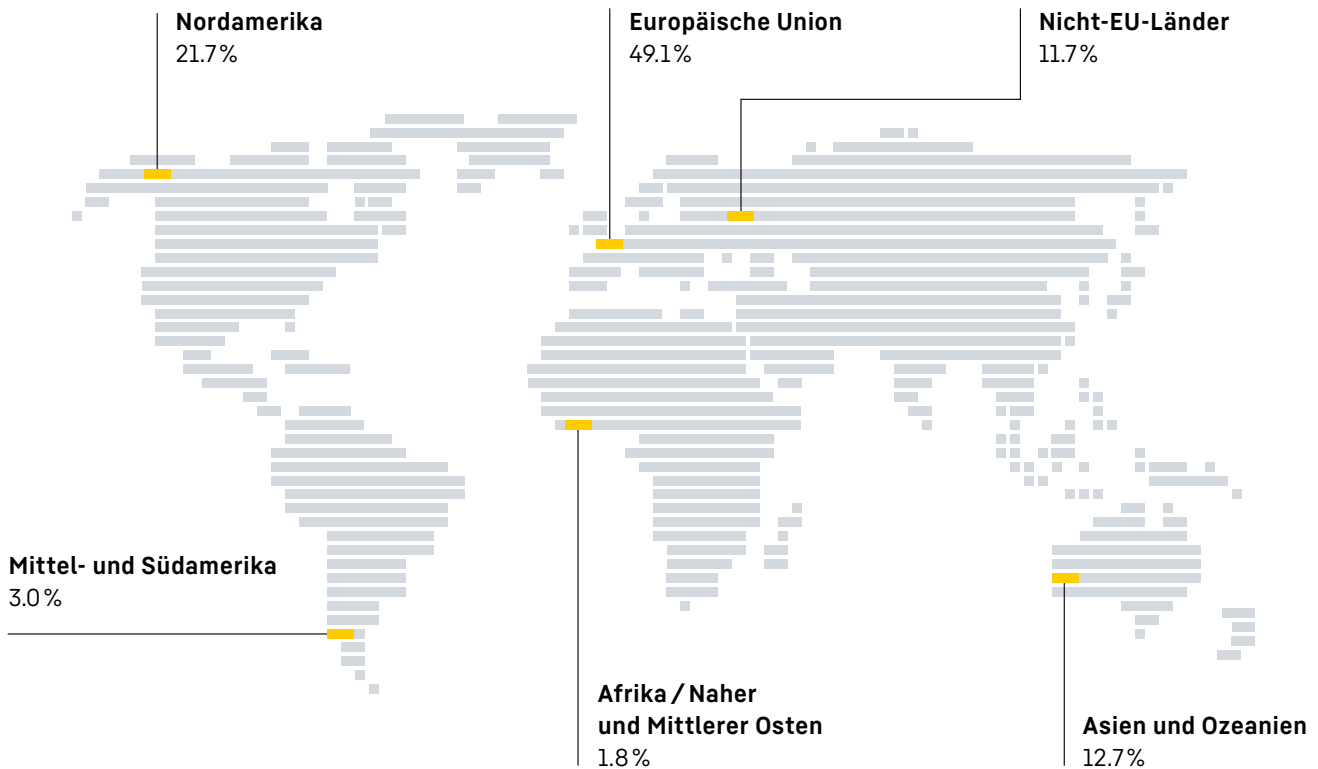 Nordamerika
21.7 %
Europäische Union
49.1 %
Nicht-EU-Länder
11.7 %
Mittel- und Südamerika
3.0 %
Afrika / Naher
und Mittlerer Osten
1.8 %
Asien und Ozeanien
12.7 %